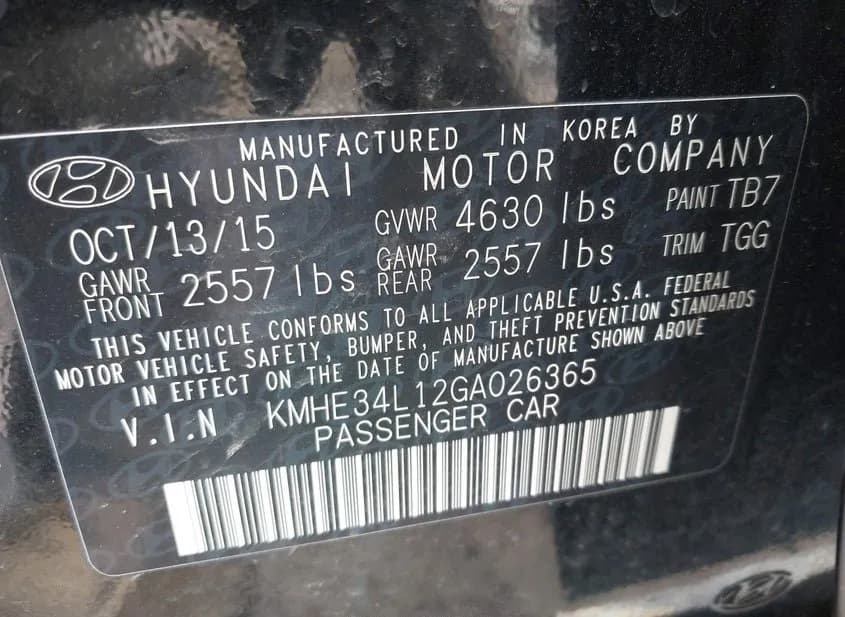 MANUFACTURED IN KOREA BY
HYUNDAI MOTOR COMPANY
OCT/13/15 GVWR 4630 lbs PAINT TB7
GAWR FRONT 2557 lbs GAWR REAR 2557 lbs TRIM TGG
THIS VEHICLE CONFORMS TO ALL APPLICABLE U.S.A. FEDERAL
MOTOR VEHICLE SAFETY, BUMPER, AND THEFT PREVENTION STANDARDS
IN EFFECT ON THE DATE OF MANUFACTURE SHOWN ABOVE
V.I.N KMHE34L12GA026365
PASSENGER CAR